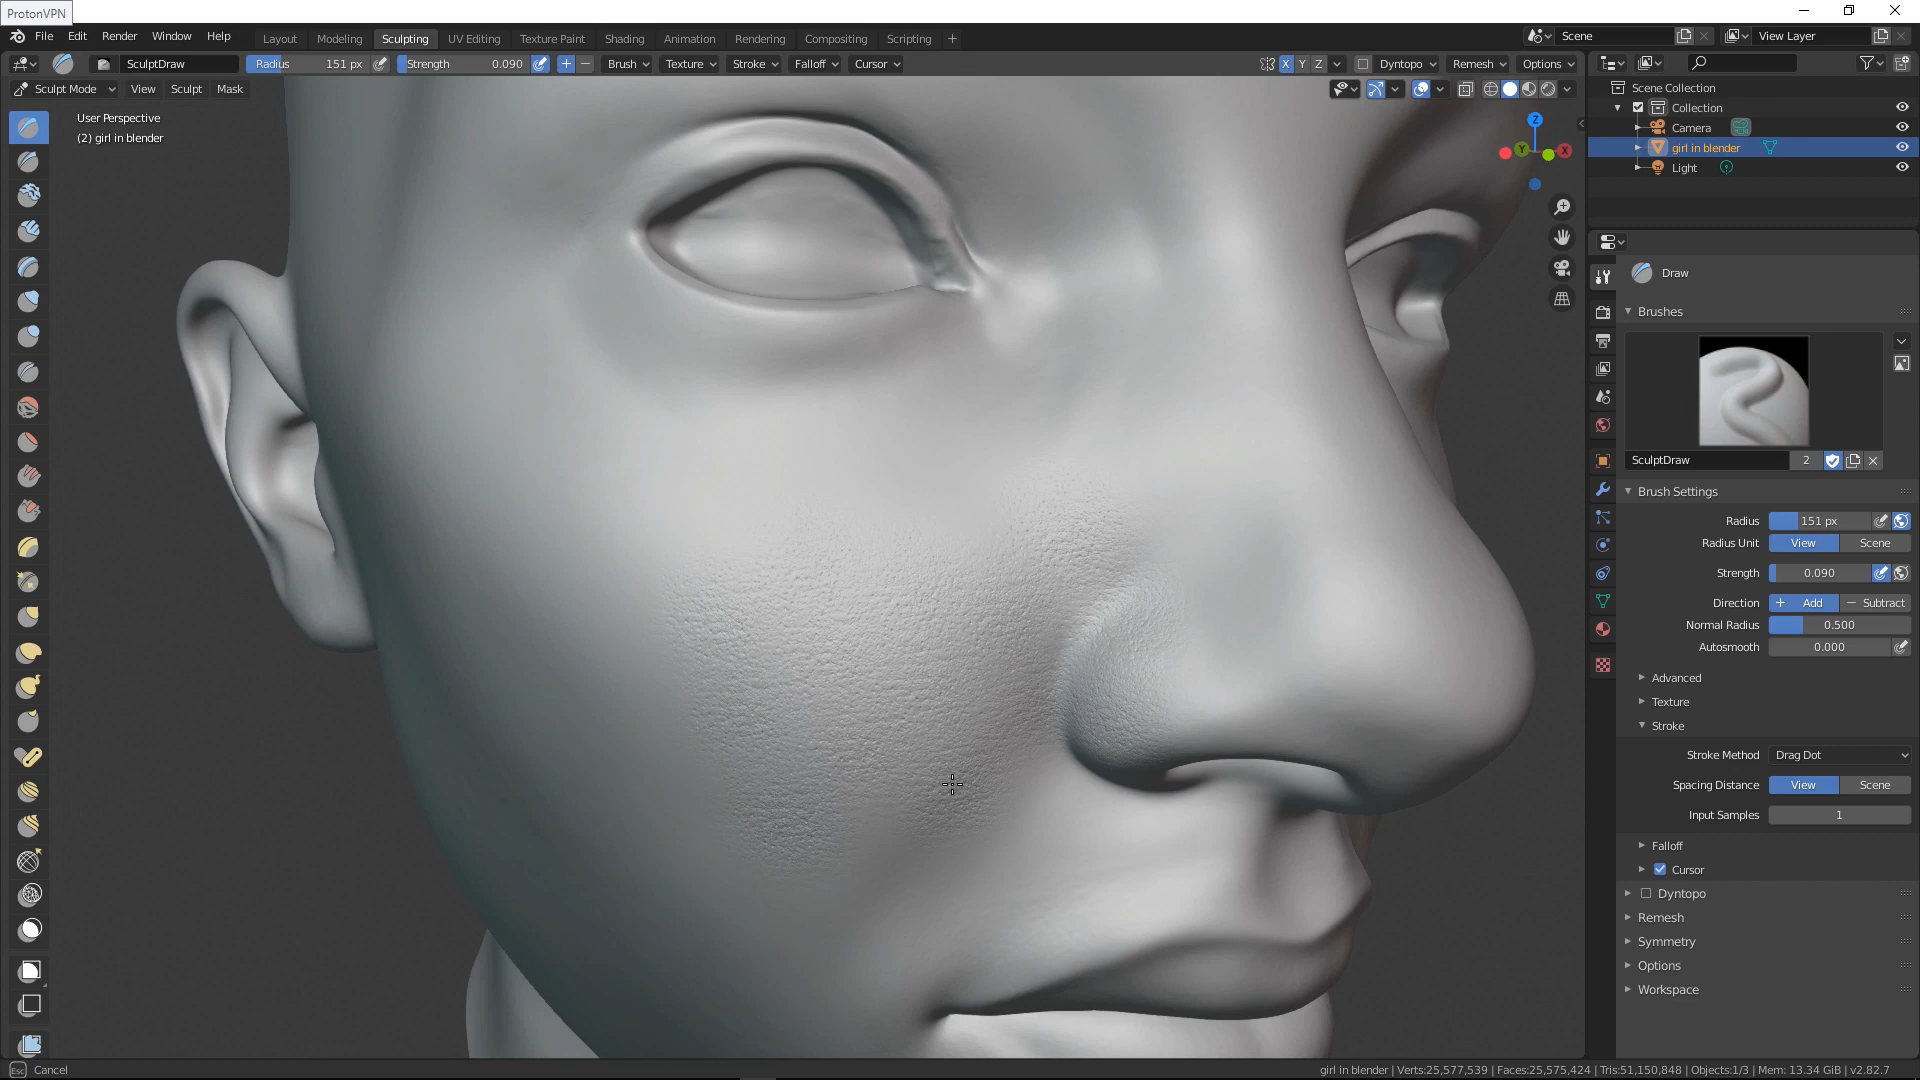 ProtonVPN
File Edit Render Window Help
Layout Modeling Sculpting UV Editing Texture Paint Shading Animation Rendering Compositing Scripting +
Scene
View Layer
SculptDraw
Radius 151 px
Strength 0.090
Brush Texture Stroke Falloff Cursor
X Y Z
Dyntopo Remesh Options
Sculpt Mode View Sculpt Mask
User Perspective
(2) girl in blender
Z
Y
X
Scene Collection
Collection
Camera
girl in blender
Light
Draw
Brushes
SculptDraw 2
Brush Settings
Radius 151 px
Radius Unit View Scene
Strength 0.090
Direction + Add − Subtract
Normal Radius 0.500
Autosmooth 0.000
Advanced
Texture
Stroke
Stroke Method Drag Dot
Spacing Distance View Scene
Input Samples 1
Falloff
Cursor
Dyntopo
Remesh
Symmetry
Options
Workspace
Esc Cancel
girl in blender | Verts:25,577,539 | Faces:25,575,424 | Tris:51,150,848 | Objects:1/3 | Mem: 13.34 GiB | v2.82.7